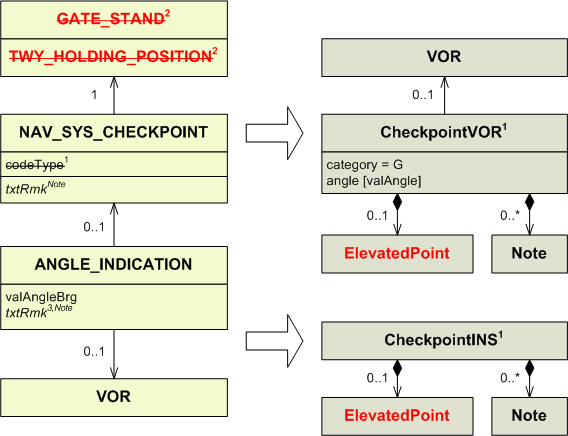 GATE_STAND2
TWY_HOLDING_POSITION2
1
NAV_SYS_CHECKPOINT
codeType1
txtRmkNote
0..1
ANGLE_INDICATION
valAngleBrg
txtRmk3,Note
0..1
VOR
VOR
0..1
CheckpointVOR1
category = G
angle [valAngle]
0..1
0..*
ElevatedPoint
Note
CheckpointINS1
0..1
0..*
ElevatedPoint
Note